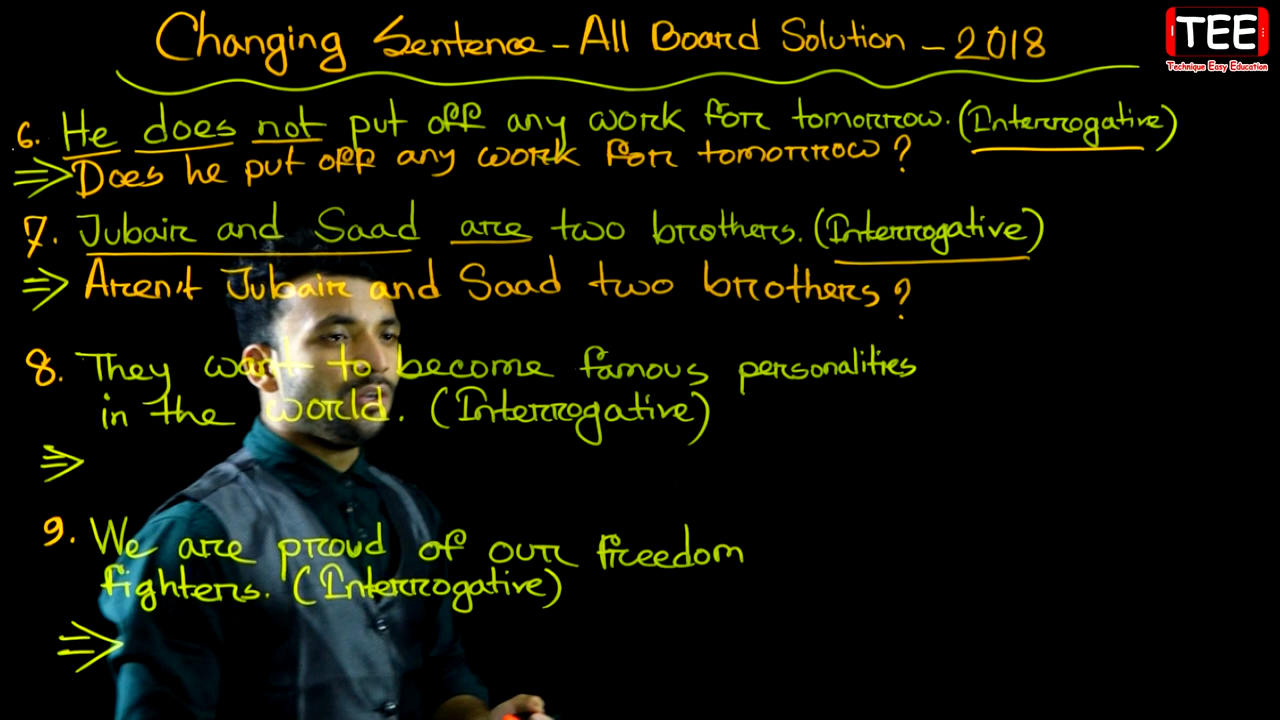 Changing Sentence - All Board Solution - 2018
TEE
Technique Easy Education
6. He does not put off any work for tomorrow. (Interrogative)
⇒ Does he put off any work for tomorrow?
7. Jubair and Saad are two brothers. (Interrogative)
⇒ Aren't Jubair and Saad two brothers?
8. They want to become famous personalities
in the world. (Interrogative)
⇒
9. We are proud of our freedom
fighters. (Interrogative)
⇒